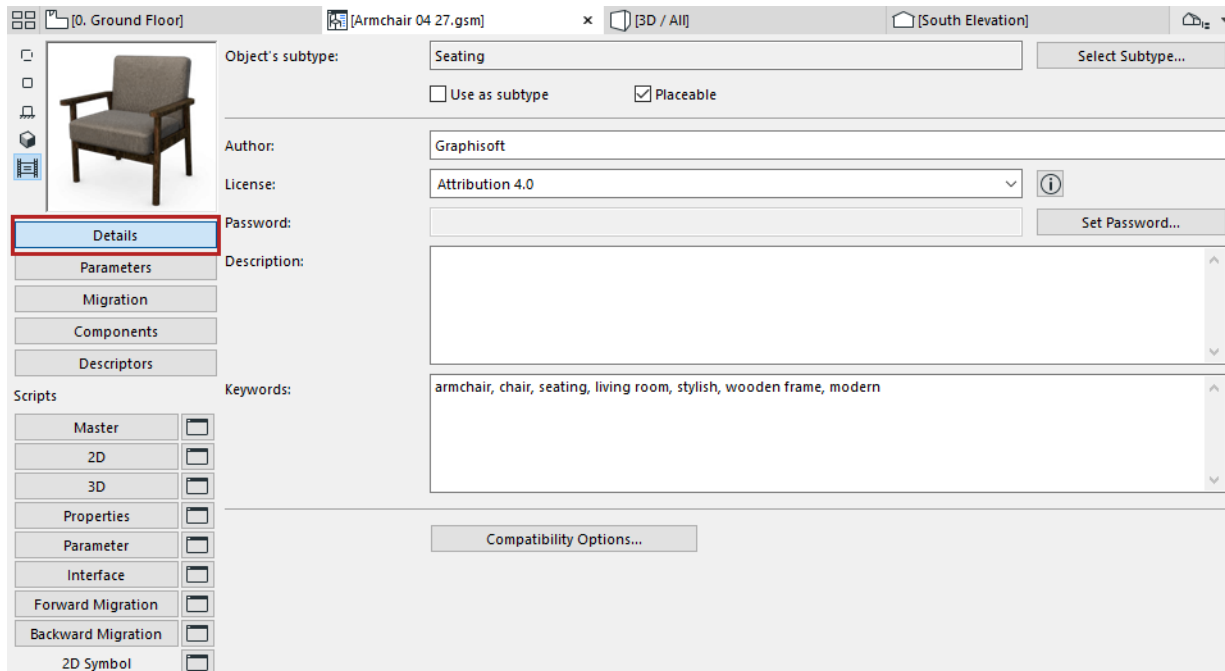 [0. Ground Floor]
[Armchair 04 27.gsm]
[3D / All]
[South Elevation]
Object's subtype:
Seating
Select Subtype...
Use as subtype
Placeable
Author:
Graphisoft
License:
Attribution 4.0
Password:
Set Password...
Details
Parameters
Migration
Components
Descriptors
Description:
Keywords:
armchair, chair, seating, living room, stylish, wooden frame, modern
Scripts
Master
2D
3D
Properties
Parameter
Interface
Forward Migration
Backward Migration
2D Symbol
Compatibility Options...